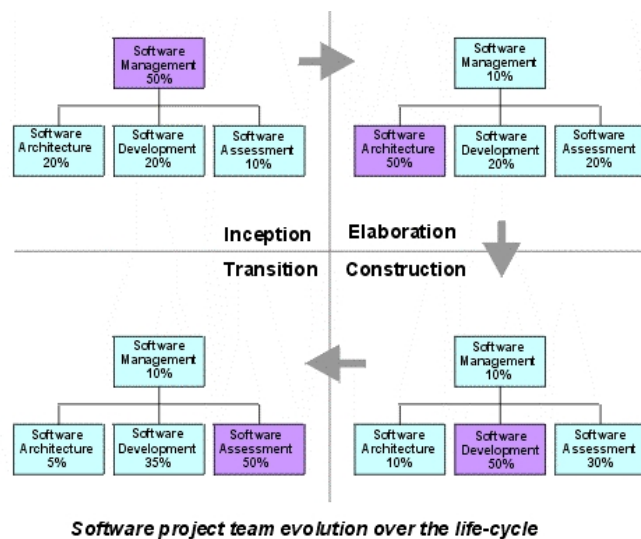 Software
Management
50%
Software
Architecture
20%
Software
Development
20%
Software
Assessment
10%
Inception
Software
Management
10%
Software
Architecture
50%
Software
Development
20%
Software
Assessment
20%
Elaboration
Transition
Software
Management
10%
Software
Architecture
5%
Software
Development
35%
Software
Assessment
50%
Construction
Software
Management
10%
Software
Architecture
10%
Software
Development
50%
Software
Assessment
30%
Software project team evolution over the life-cycle